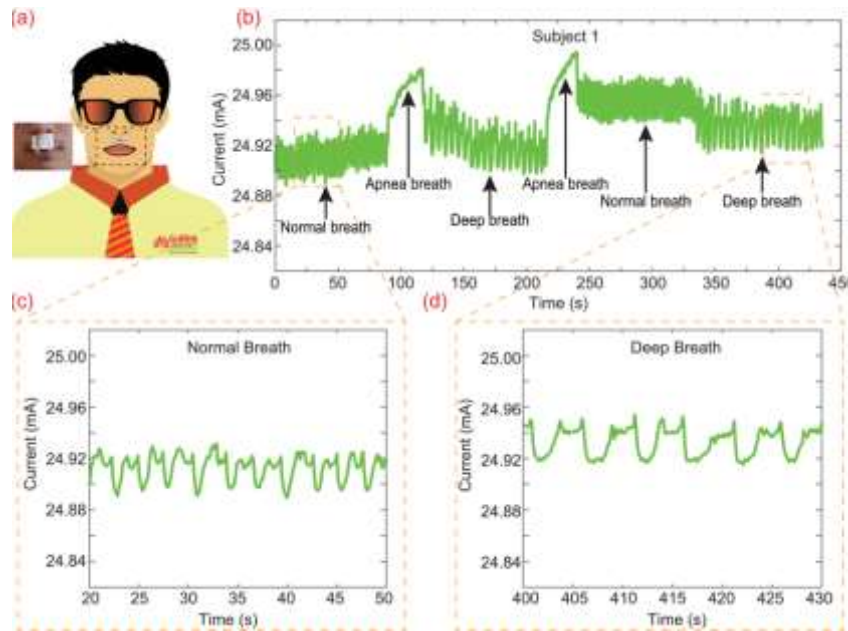 (a)
(b)
Subject 1
Current (mA)
25.00
24.96
24.92
24.88
24.84
Apnea breath
Apnea breath
Normal breath
Normal breath
Deep breath
Deep breath
0 50 100 150 200 250 300 350 400 450
Time (s)
(c)
Normal Breath
Current (mA)
25.00
24.96
24.92
24.88
24.84
20 25 30 35 40 45 50
Time (s)
(d)
Deep Breath
Current (mA)
25.00
24.96
24.92
24.88
24.84
400 405 410 415 420 425 430
Time (s)